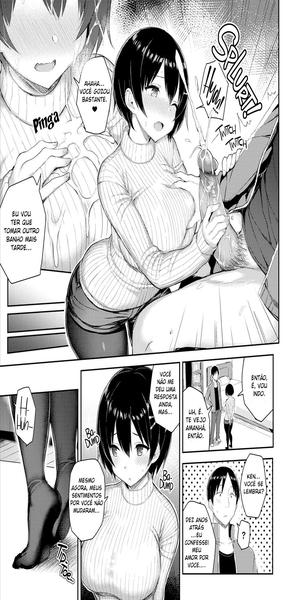 SPLURT!
HYUN
AHAHA...
VOCÊ GOZOU
BASTANTE.
♥
TWITCH
TWITCH
Pinga
EU VOU
TER QUE
TOMAR OUTRO
BANHO MAIS
TARDE...
ENTÃO,
É, VOU
INDO.
UH, É.
TE VEJO
AMANHÃ,
ENTÃO.
VOCÊ
NÃO ME
DEU UMA
RESPOSTA
AINDA,
MAS...
BA-
DUMP
HUH--
KEN...
VOCÊ SE
LEMBRA?
?
DEZ ANOS
ATRÁS
EU
CONFESSEI
MEU AMOR
POR
VOCÊ.....
MESMO
AGORA, MEUS
SENTIMENTOS
POR VOCÊ
NÃO
MUDARAM...
BA-
DUMP